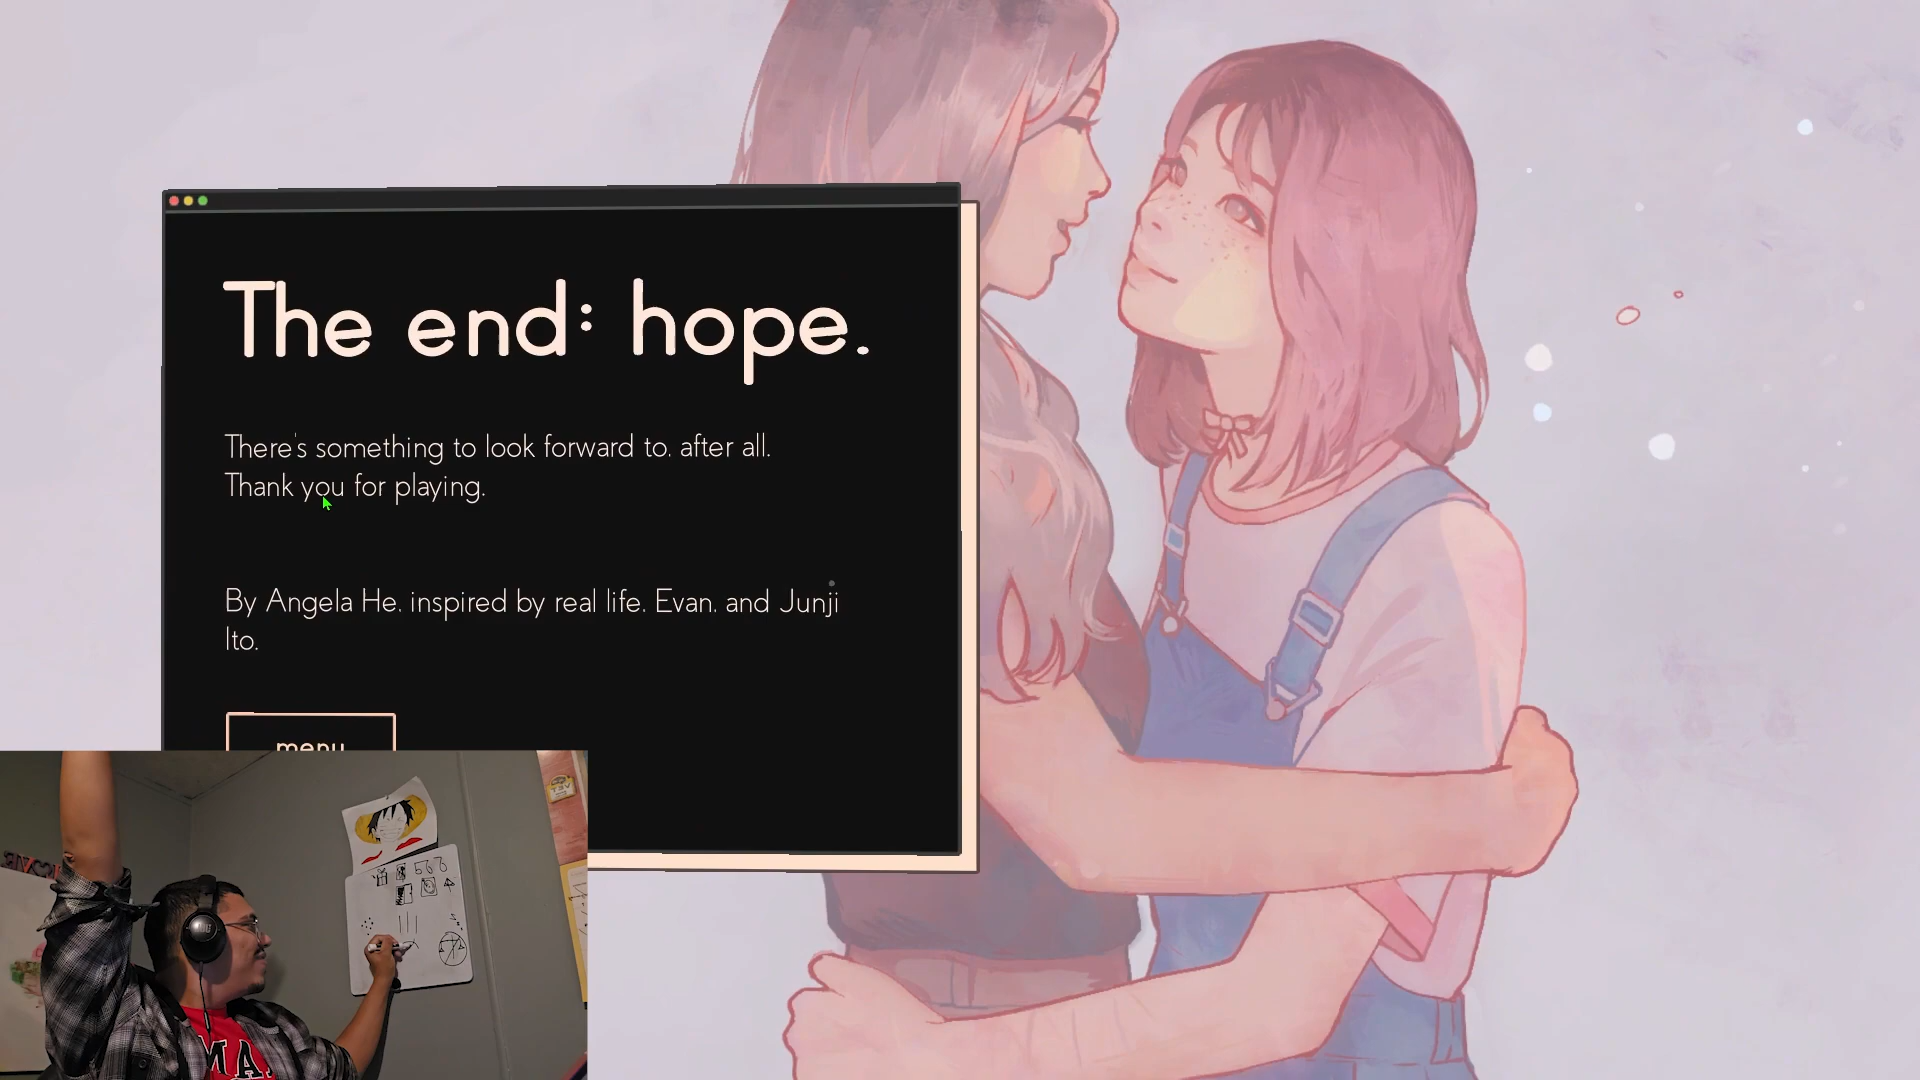 The end: hope.
There's something to look forward to. after all.
Thank you for playing.
By Angela He. inspired by real life. Evan. and Junji
Ito.
menu
MA